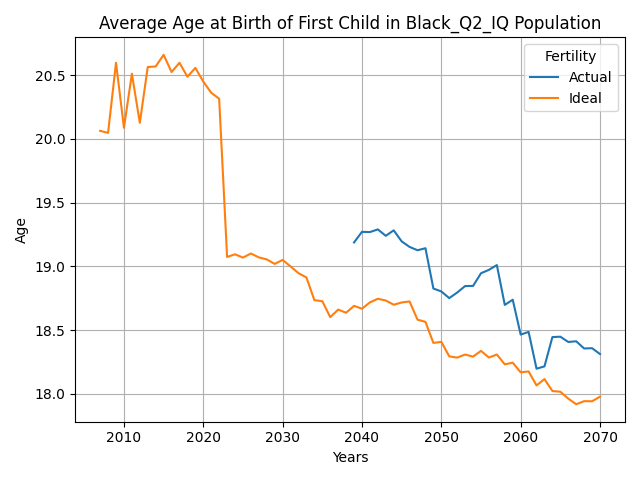 Average Age at Birth of First Child in Black_Q2_IQ Population
Fertility
Actual
Ideal
20.5
20.0
19.5
19.0
18.5
18.0
Age
2010 2020 2030 2040 2050 2060 2070
Years